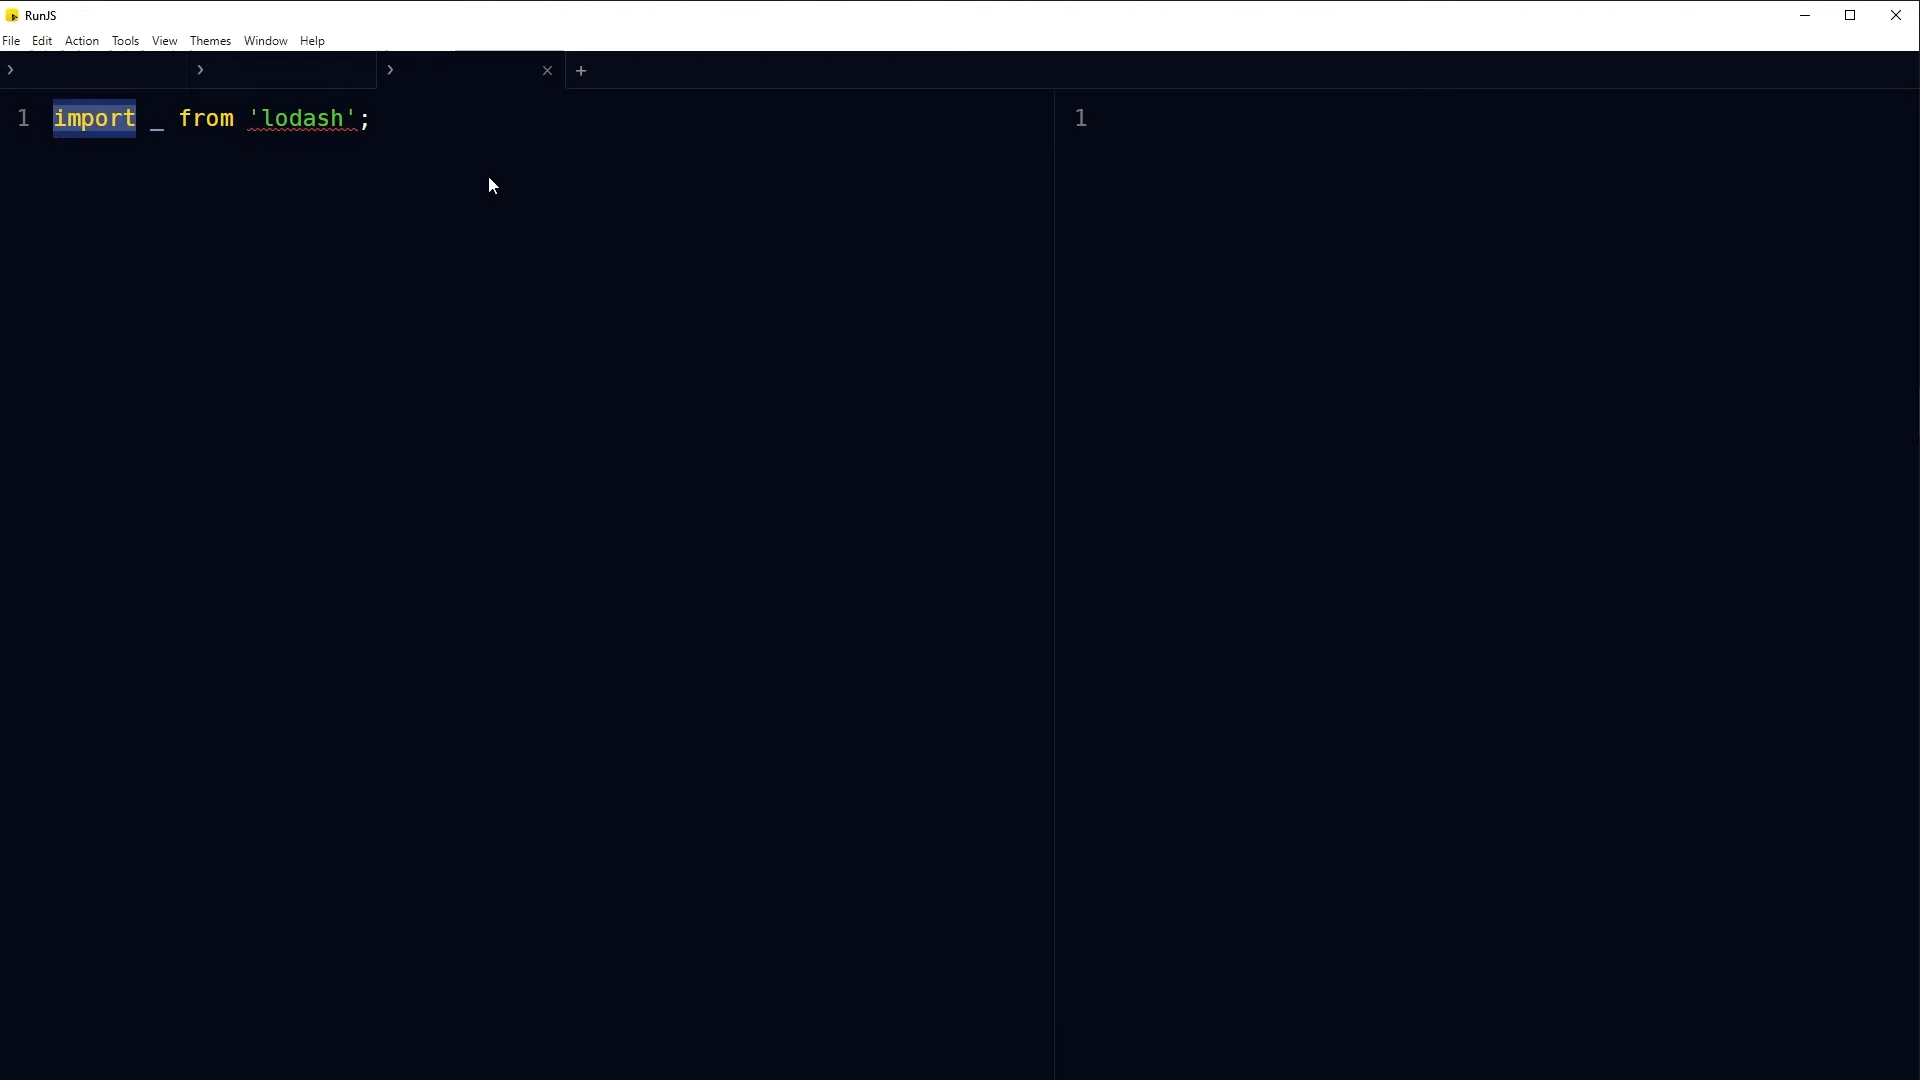 RunJS
File Edit Action Tools View Themes Window Help
1 import _ from 'lodash';
1